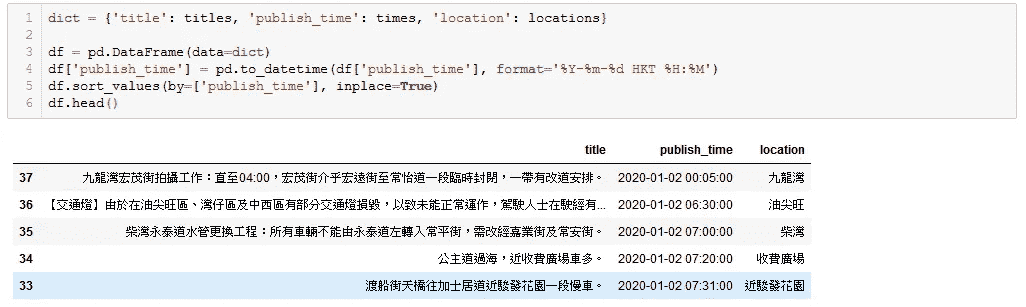 1 dict = {'title': titles, 'publish_time': times, 'location': locations}
2
3 df = pd.DataFrame(data=dict)
4 df['publish_time'] = pd.to_datetime(df['publish_time'], format='%Y-%m-%d HKT %H:%M')
5 df.sort_values(by=['publish_time'], inplace=True)
6 df.head()
title publish_time location
37 九龍灣宏茂街拍攝工作：直至04:00，宏茂街介乎宏遠街至常怡道一段臨時封閉，一帶有改道安排。 2020-01-02 00:05:00 九龍灣
36 【交通燈】由於在油尖旺區、灣仔區及中西區有部分交通燈損毀，以致未能正常運作，駕駛人士在駛經有... 2020-01-02 06:30:00 油尖旺
35 柴灣永泰道水管更換工程：所有車輛不能由永泰道左轉入常平街，需改經嘉業街及常安街。 2020-01-02 07:00:00 柴灣
34 公主道過海，近收費廣場車多。 2020-01-02 07:20:00 收費廣場
33 渡船街天橋往加士居道近駿發花園一段慢車。 2020-01-02 07:31:00 近駿發花園